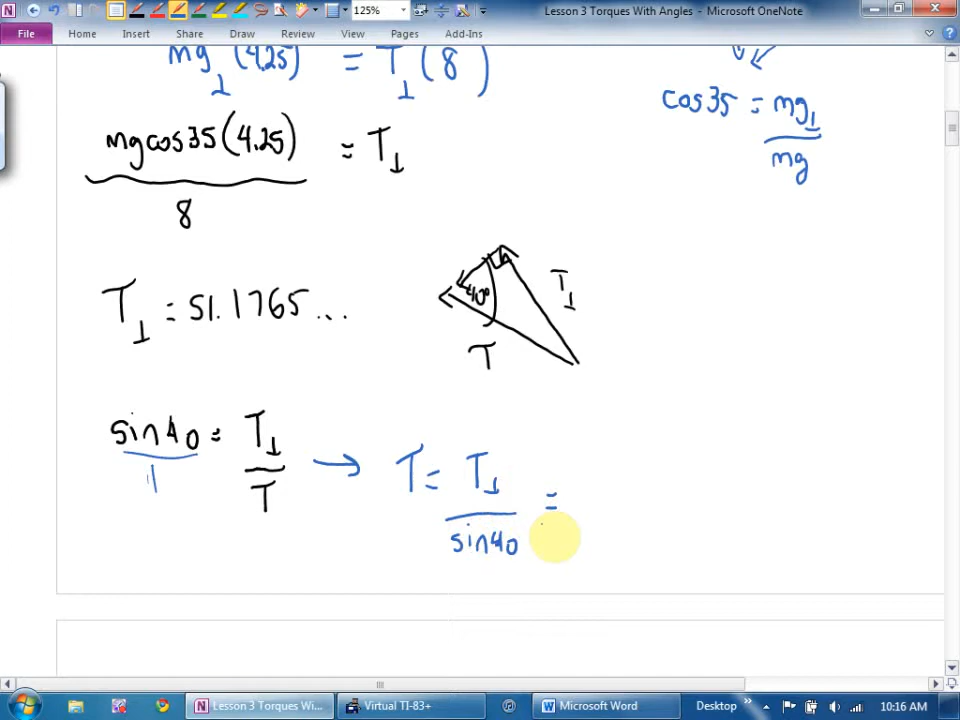 Lesson 3 Torques With Angles - Microsoft OneNote
125%
File Home Insert Share Draw Review View Pages Add-Ins
mg⊥ (4.25) = T⊥ (8)
cos35 = mg⊥
mg
mgcos35(4.25) = T⊥
8
T⊥ = 51.1765...
40°
T⊥
T
sin40 = T⊥ → T = T⊥ =
1 T sin40
Lesson 3 Torques Wi... Virtual TI-83+ Microsoft Word Desktop 10:16 AM